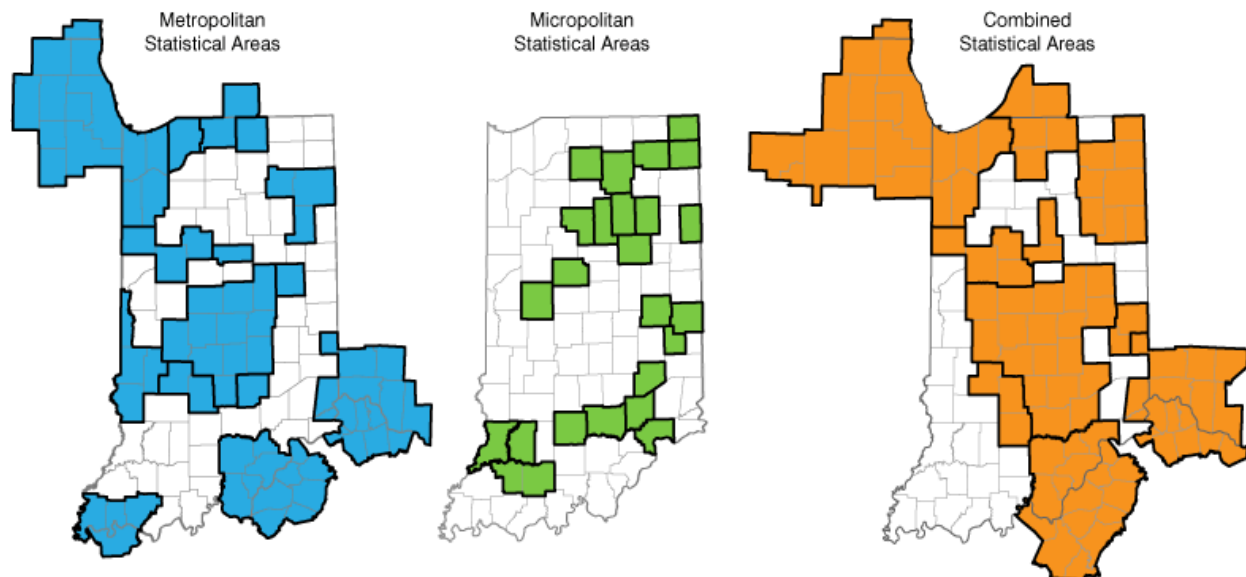 Metropolitan
Statistical Areas
Micropolitan
Statistical Areas
Combined
Statistical Areas